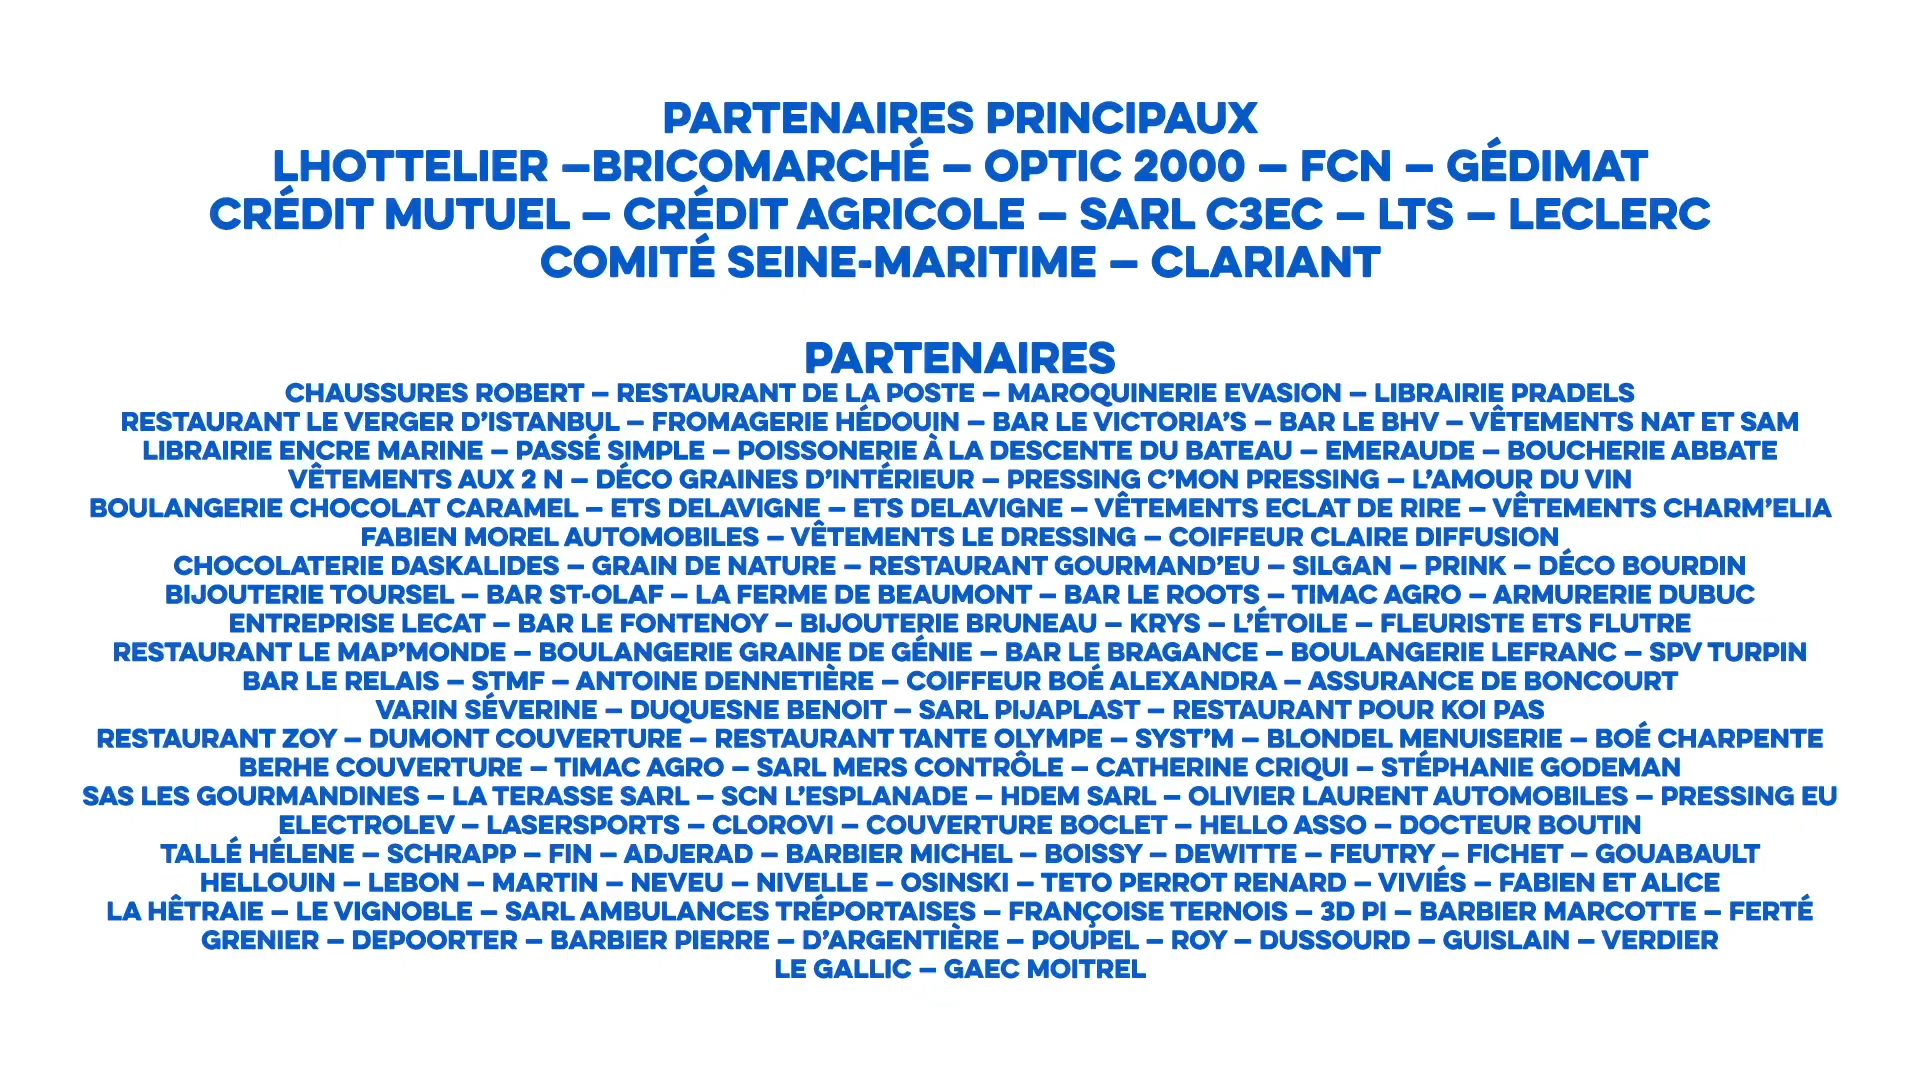 PARTENAIRES PRINCIPAUX
LHOTTELIER –BRICOMARCHÉ – OPTIC 2000 – FCN – GÉDIMAT
CRÉDIT MUTUEL – CRÉDIT AGRICOLE – SARL C3EC – LTS – LECLERC
COMITÉ SEINE-MARITIME – CLARIANT
PARTENAIRES
CHAUSSURES ROBERT – RESTAURANT DE LA POSTE – MAROQUINERIE EVASION – LIBRAIRIE PRADELS
RESTAURANT LE VERGER D’ISTANBUL – FROMAGERIE HÉDOUIN – BAR LE VICTORIA’S – BAR LE BHV – VÊTEMENTS NAT ET SAM
LIBRAIRIE ENCRE MARINE – PASSÉ SIMPLE – POISSONERIE À LA DESCENTE DU BATEAU – EMERAUDE – BOUCHERIE ABBATE
VÊTEMENTS AUX 2 N – DÉCO GRAINES D’INTÉRIEUR – PRESSING C’MON PRESSING – L’AMOUR DU VIN
BOULANGERIE CHOCOLAT CARAMEL – ETS DELAVIGNE – ETS DELAVIGNE – VÊTEMENTS ECLAT DE RIRE – VÊTEMENTS CHARM’ELIA
FABIEN MOREL AUTOMOBILES – VÊTEMENTS LE DRESSING – COIFFEUR CLAIRE DIFFUSION
CHOCOLATERIE DASKALIDES – GRAIN DE NATURE – RESTAURANT GOURMAND’EU – SILGAN – PRINK – DÉCO BOURDIN
BIJOUTERIE TOURSEL – BAR ST-OLAF – LA FERME DE BEAUMONT – BAR LE ROOTS – TIMAC AGRO – ARMURERIE DUBUC
ENTREPRISE LECAT – BAR LE FONTENOY – BIJOUTERIE BRUNEAU – KRYS – L’ÉTOILE – FLEURISTE ETS FLUTRE
RESTAURANT LE MAP’MONDE – BOULANGERIE GRAINE DE GÉNIE – BAR LE BRAGANCE – BOULANGERIE LEFRANC – SPV TURPIN
BAR LE RELAIS – STMF – ANTOINE DENNETIÈRE – COIFFEUR BOÉ ALEXANDRA – ASSURANCE DE BONCOURT
VARIN SÉVERINE – DUQUESNE BENOIT – SARL PIJAPLAST – RESTAURANT POUR KOI PAS
RESTAURANT ZOY – DUMONT COUVERTURE – RESTAURANT TANTE OLYMPE – SYST’M – BLONDEL MENUISERIE – BOÉ CHARPENTE
BERHE COUVERTURE – TIMAC AGRO – SARL MERS CONTRÔLE – CATHERINE CRIQUI – STÉPHANIE GODEMAN
SAS LES GOURMANDINES – LA TERASSE SARL – SCN L’ESPLANADE – HDEM SARL – OLIVIER LAURENT AUTOMOBILES – PRESSING EU
ELECTROLEV – LASERSPORTS – CLOROVI – COUVERTURE BOCLET – HELLO ASSO – DOCTEUR BOUTIN
TALLÉ HÉLENE – SCHRAPP – FIN – ADJERAD – BARBIER MICHEL – BOISSY – DEWITTE – FEUTRY – FICHET – GOUABAULT
HELLOUIN – LEBON – MARTIN – NEVEU – NIVELLE – OSINSKI – TETO PERROT RENARD – VIVIÉS – FABIEN ET ALICE
LA HÊTRAIE – LE VIGNOBLE – SARL AMBULANCES TRÉPORTAISES – FRANÇOISE TERNOIS – 3D PI – BARBIER MARCOTTE – FERTÉ
GRENIER – DEPOORTER – BARBIER PIERRE – D’ARGENTIÈRE – POUPEL – ROY – DUSSOURD – GUISLAIN – VERDIER
LE GALLIC – GAEC MOITREL